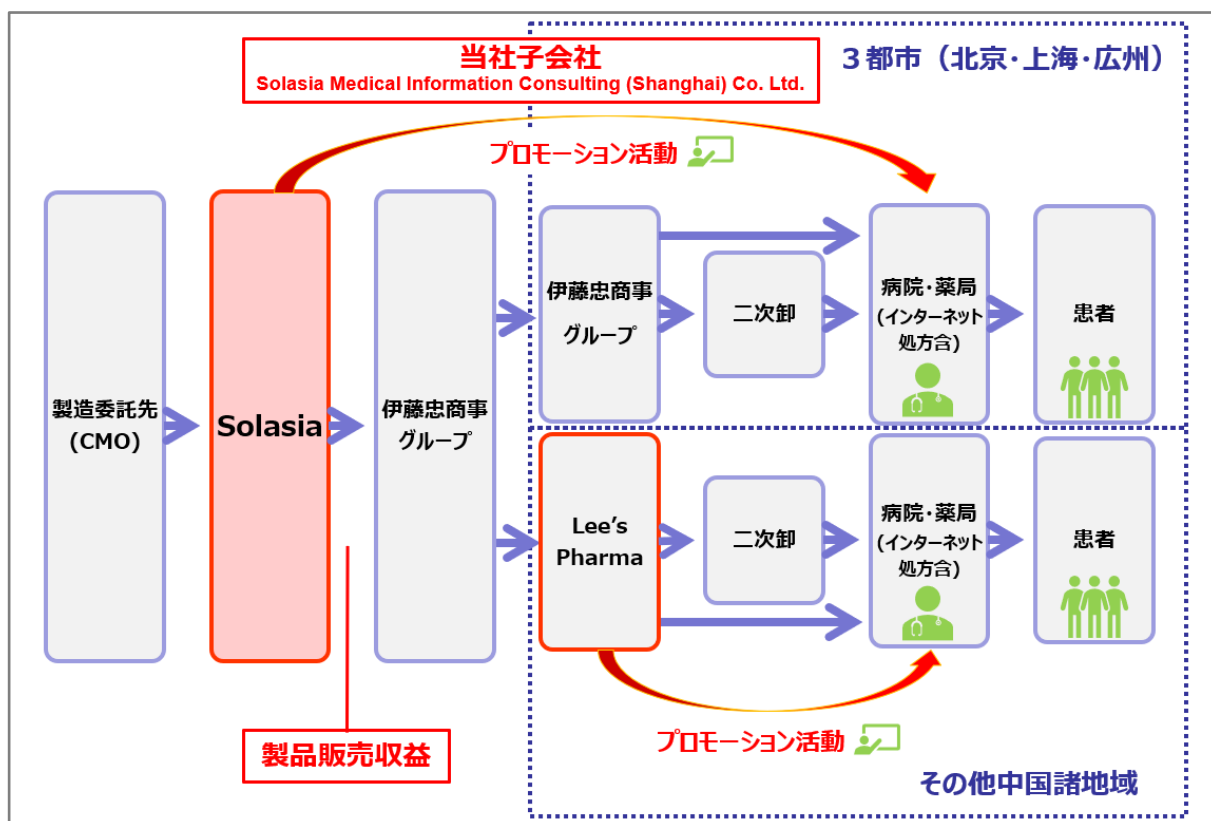 当社子会社
Solasia Medical Information Consulting (Shanghai) Co. Ltd.
3都市（北京･上海･広州）
プロモーション活動
製造委託先
(CMO)
Solasia
伊藤忠商事
グループ
伊藤忠商事
グループ
二次卸
病院･薬局
(インターネット
処方含)
患者
Lee's
Pharma
二次卸
病院･薬局
(インターネット
処方含)
患者
プロモーション活動
製品販売収益
その他中国諸地域